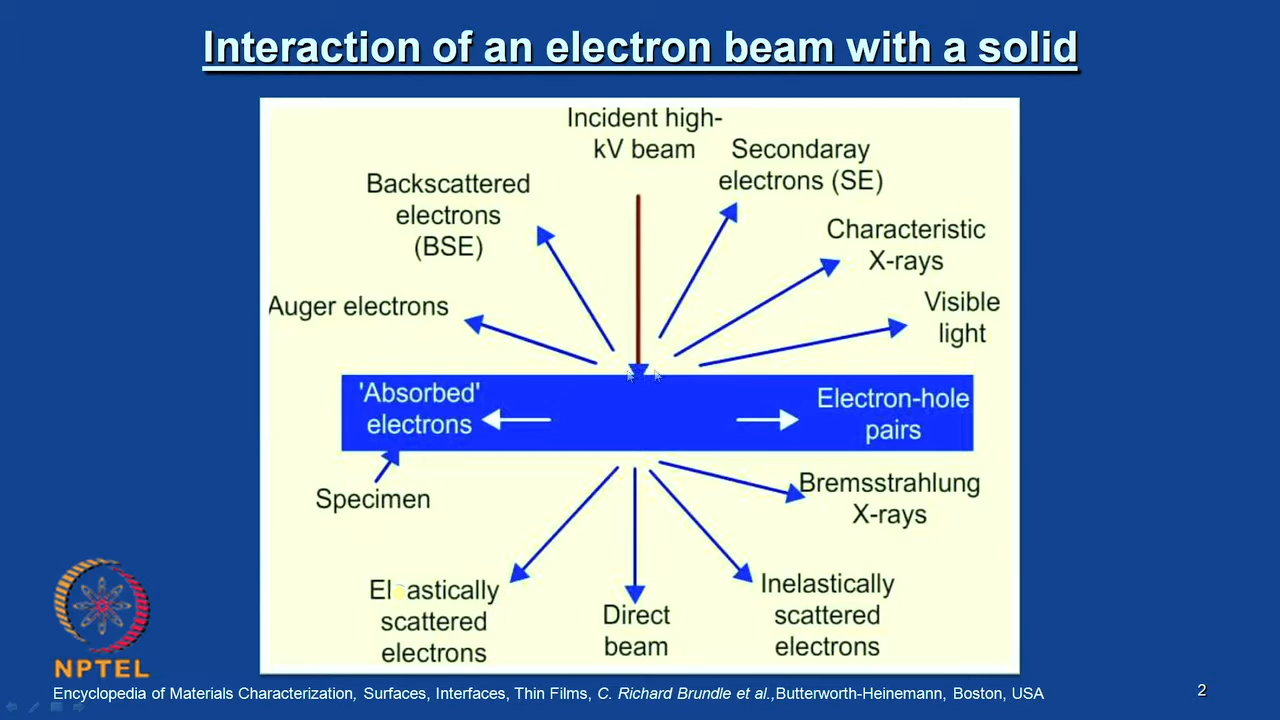 Interaction of an electron beam with a solid
Incident high-
kV beam
Secondaray
electrons (SE)
Backscattered
electrons
(BSE)
Characteristic
X-rays
Auger electrons
Visible
light
'Absorbed'
electrons
Electron-hole
pairs
Specimen
Bremsstrahlung
X-rays
Elastically
scattered
electrons
Direct
beam
Inelastically
scattered
electrons
NPTEL
Encyclopedia of Materials Characterization, Surfaces, Interfaces, Thin Films, C. Richard Brundle et al.,Butterworth-Heinemann, Boston, USA
2